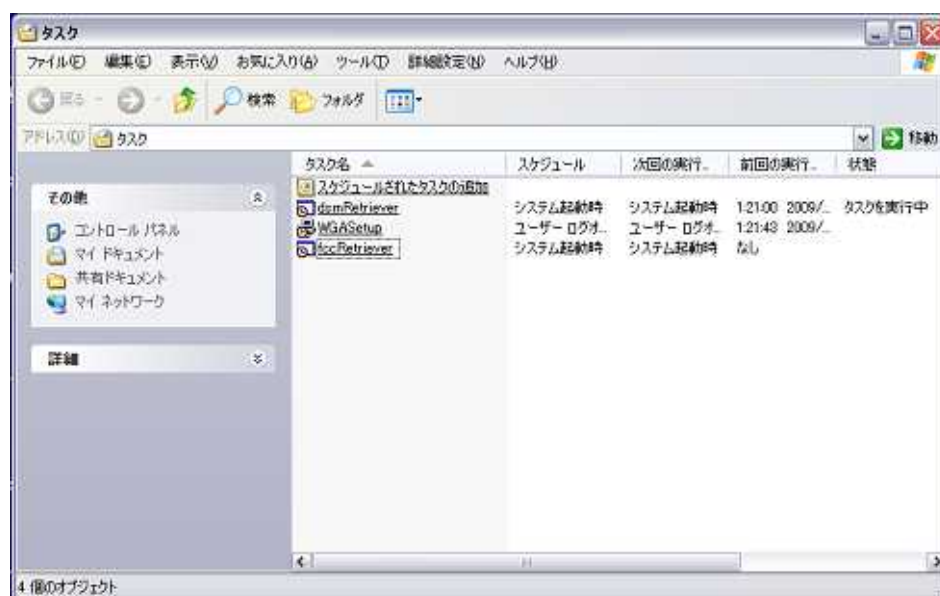 タスク
ファイル(F) 編集(E) 表示(V) お気に入り(A) ツール(T) 詳細設定(N) ヘルプ(H)
戻る 検索 フォルダ
アドレス(D) タスク 移動
タスク名 スケジュール 次回の実行... 前回の実行... 状態
スケジュールされたタスクの追加
dsmRetriever システム起動時 システム起動時 1:21:00 2009/... タスクを実行中
WGASetup ユーザー ログオ... ユーザー ログオ... 1:21:43 2009/...
fccRetriever システム起動時 システム起動時 なし
その他
コントロール パネル
マイ ドキュメント
共有ドキュメント
マイ ネットワーク
詳細
4 個のオブジェクト